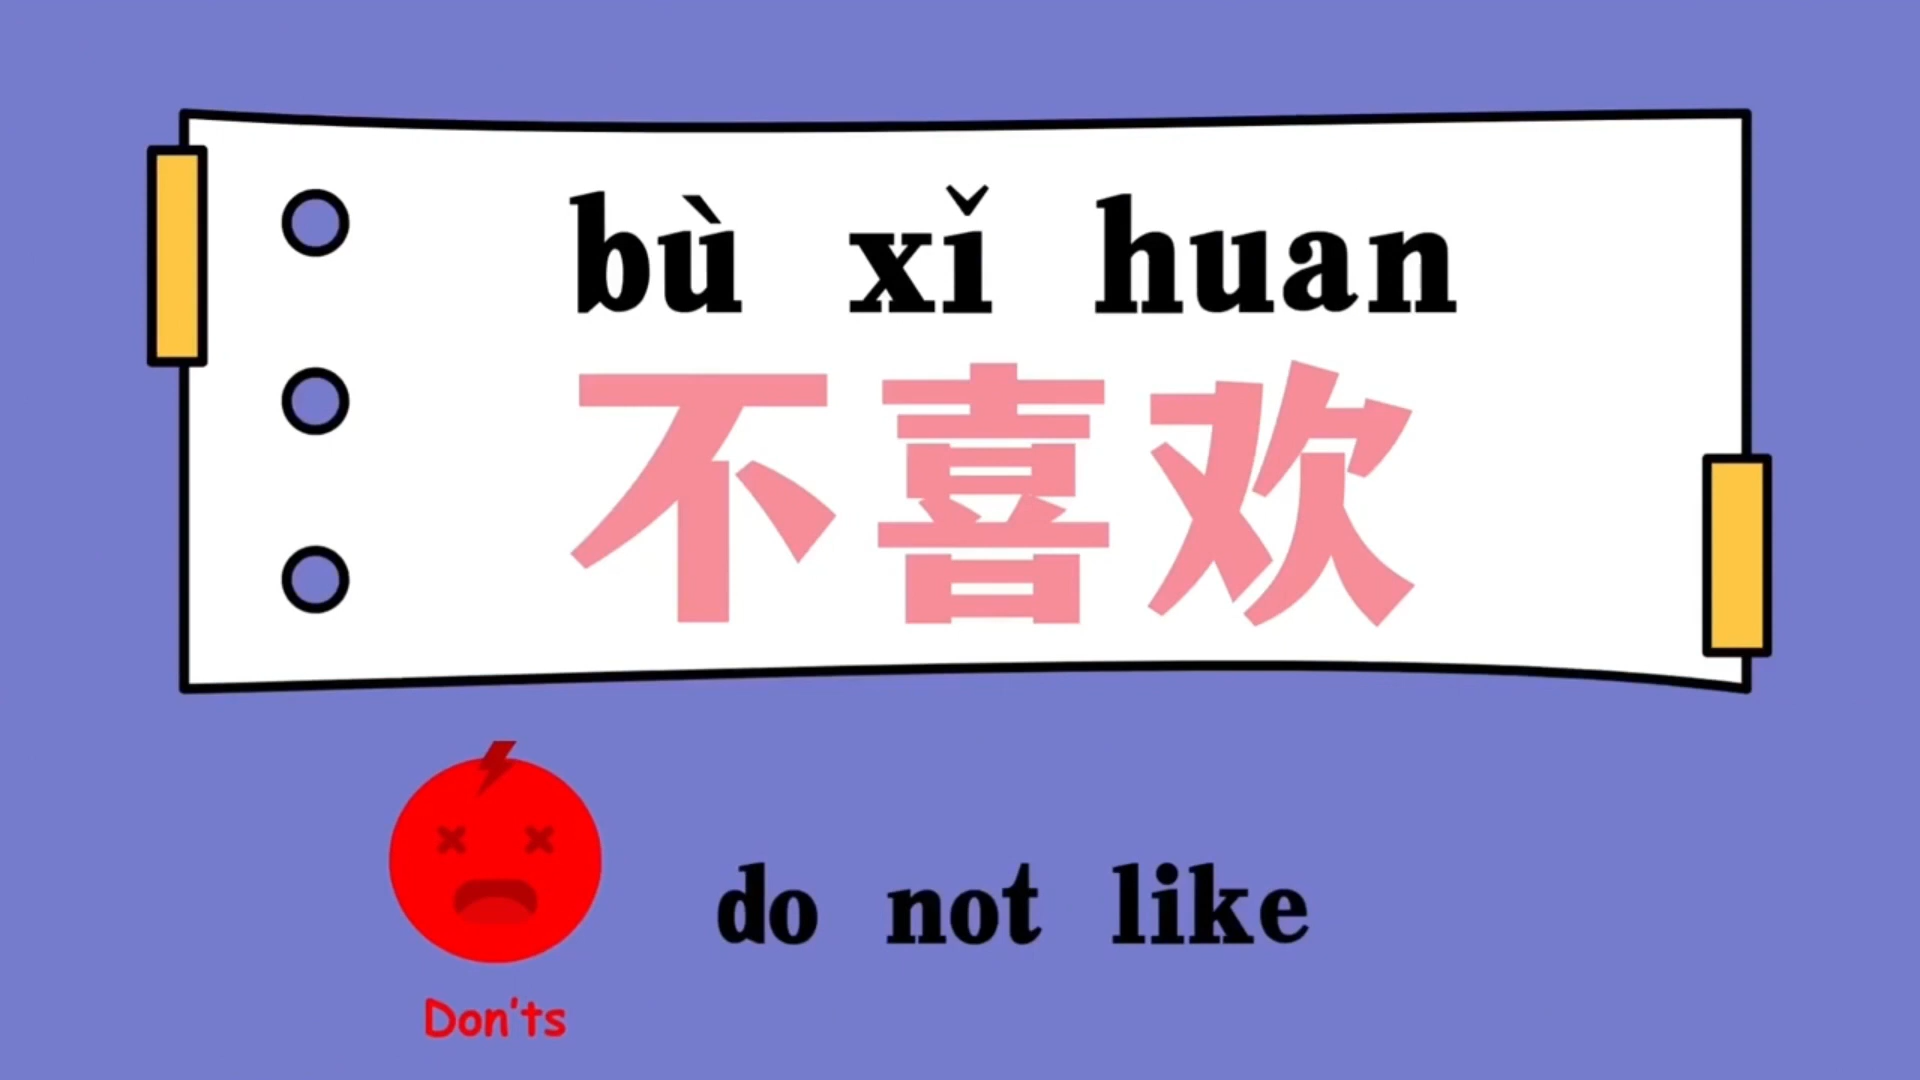 bù xǐ huan
不喜欢
do not like
Don'ts